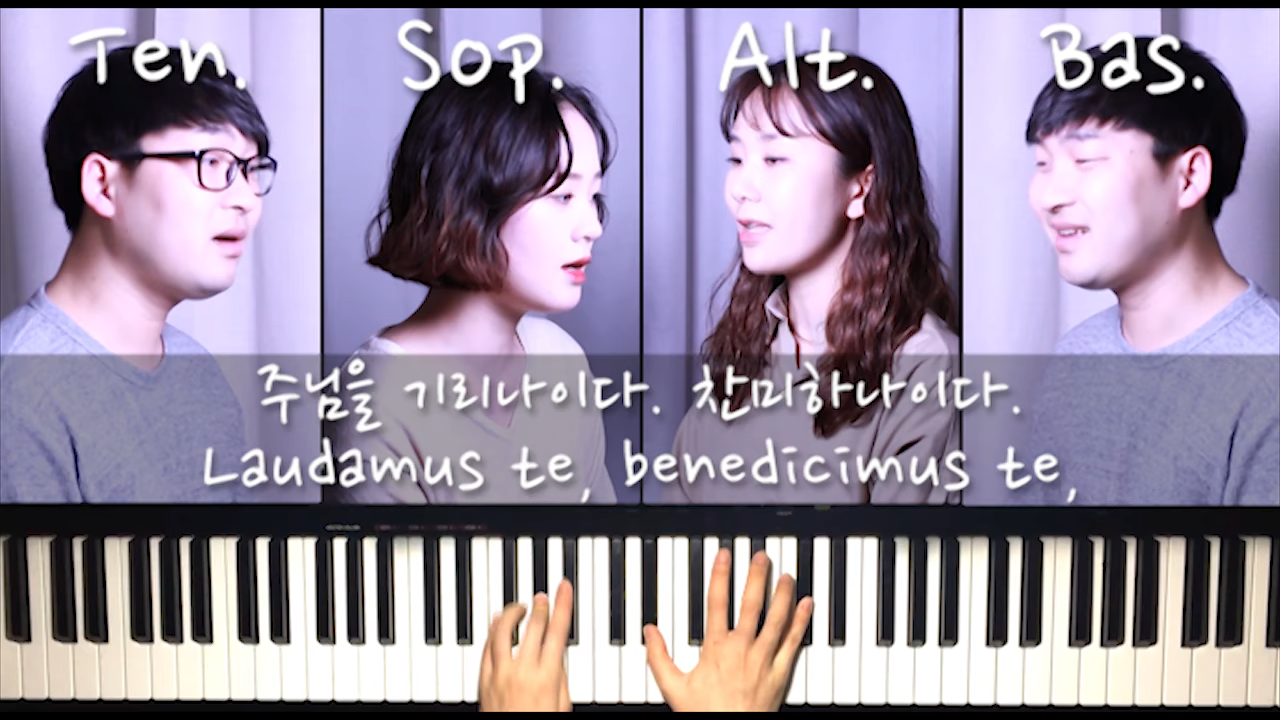 Ten. Sop. Alt. Bas.
주님을 기리나이다. 찬미하나이다.
Laudamus te, benedicimus te,